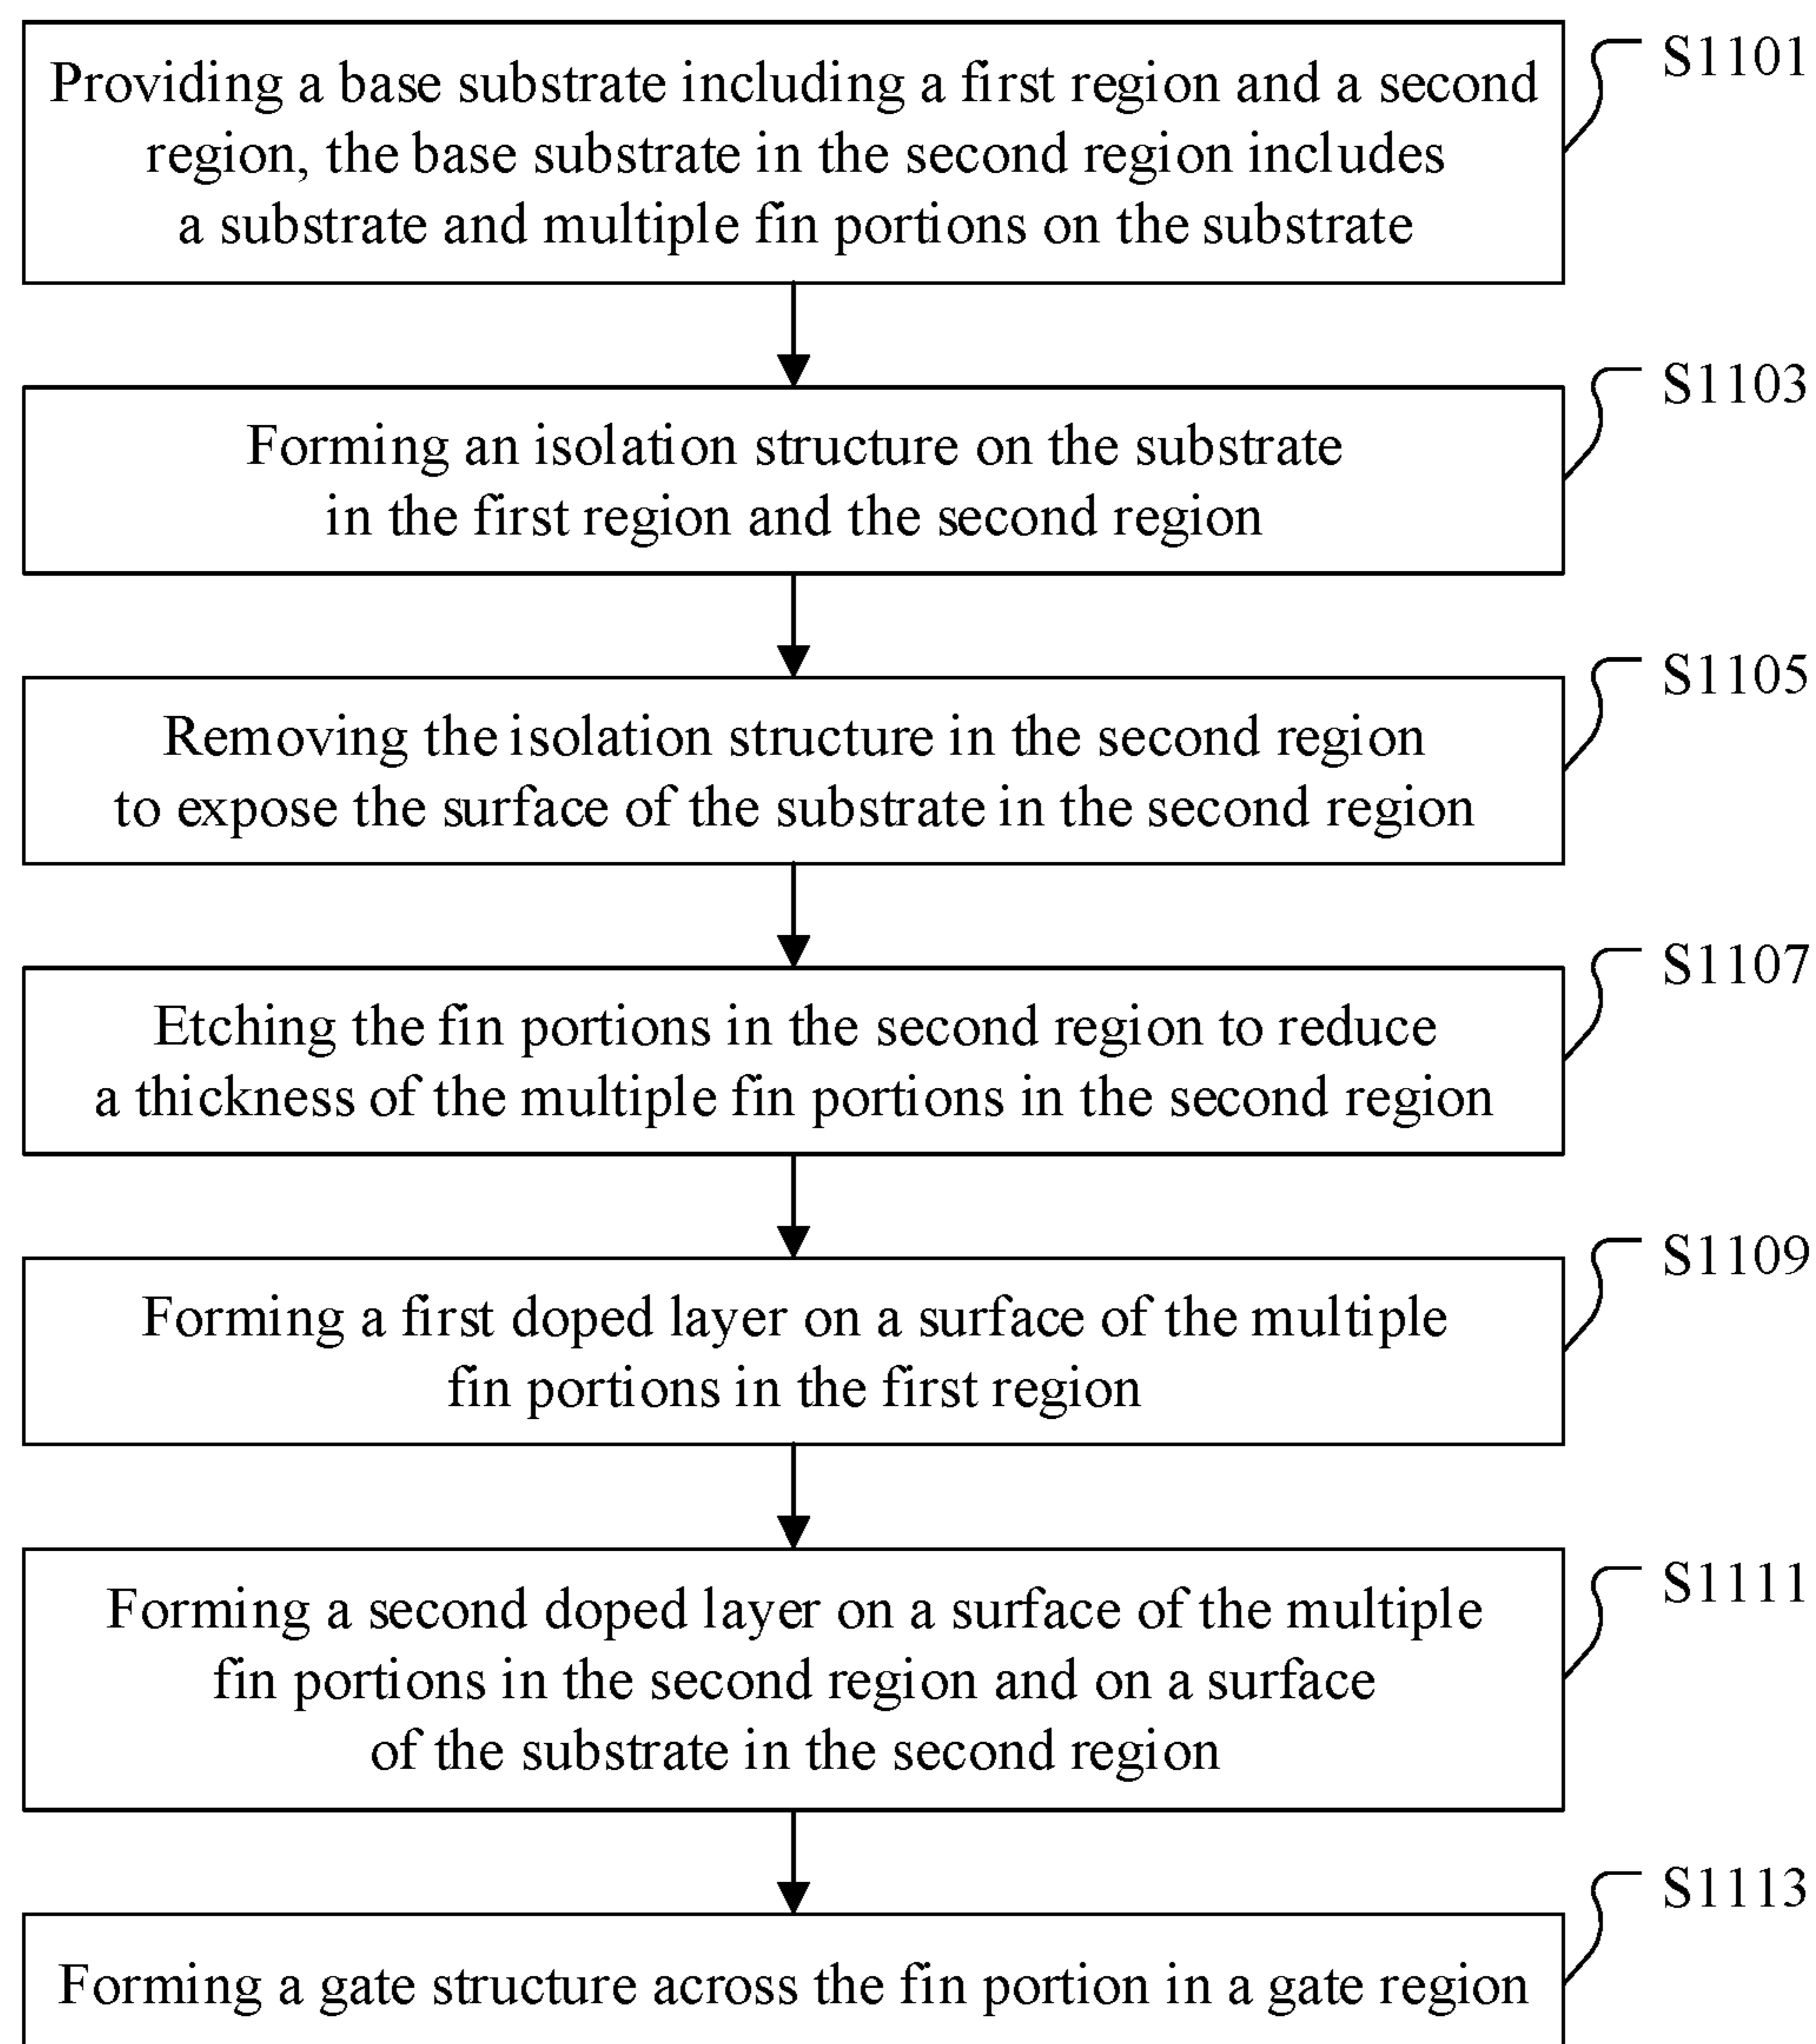 Providing a base substrate including a first region and a second
region, the base substrate in the second region includes
a substrate and multiple fin portions on the substrate
S1101
Forming an isolation structure on the substrate
in the first region and the second region
S1103
Removing the isolation structure in the second region
to expose the surface of the substrate in the second region
S1105
Etching the fin portions in the second region to reduce
a thickness of the multiple fin portions in the second region
S1107
Forming a first doped layer on a surface of the multiple
fin portions in the first region
S1109
Forming a second doped layer on a surface of the multiple
fin portions in the second region and on a surface
of the substrate in the second region
S1111
Forming a gate structure across the fin portion in a gate region
S1113